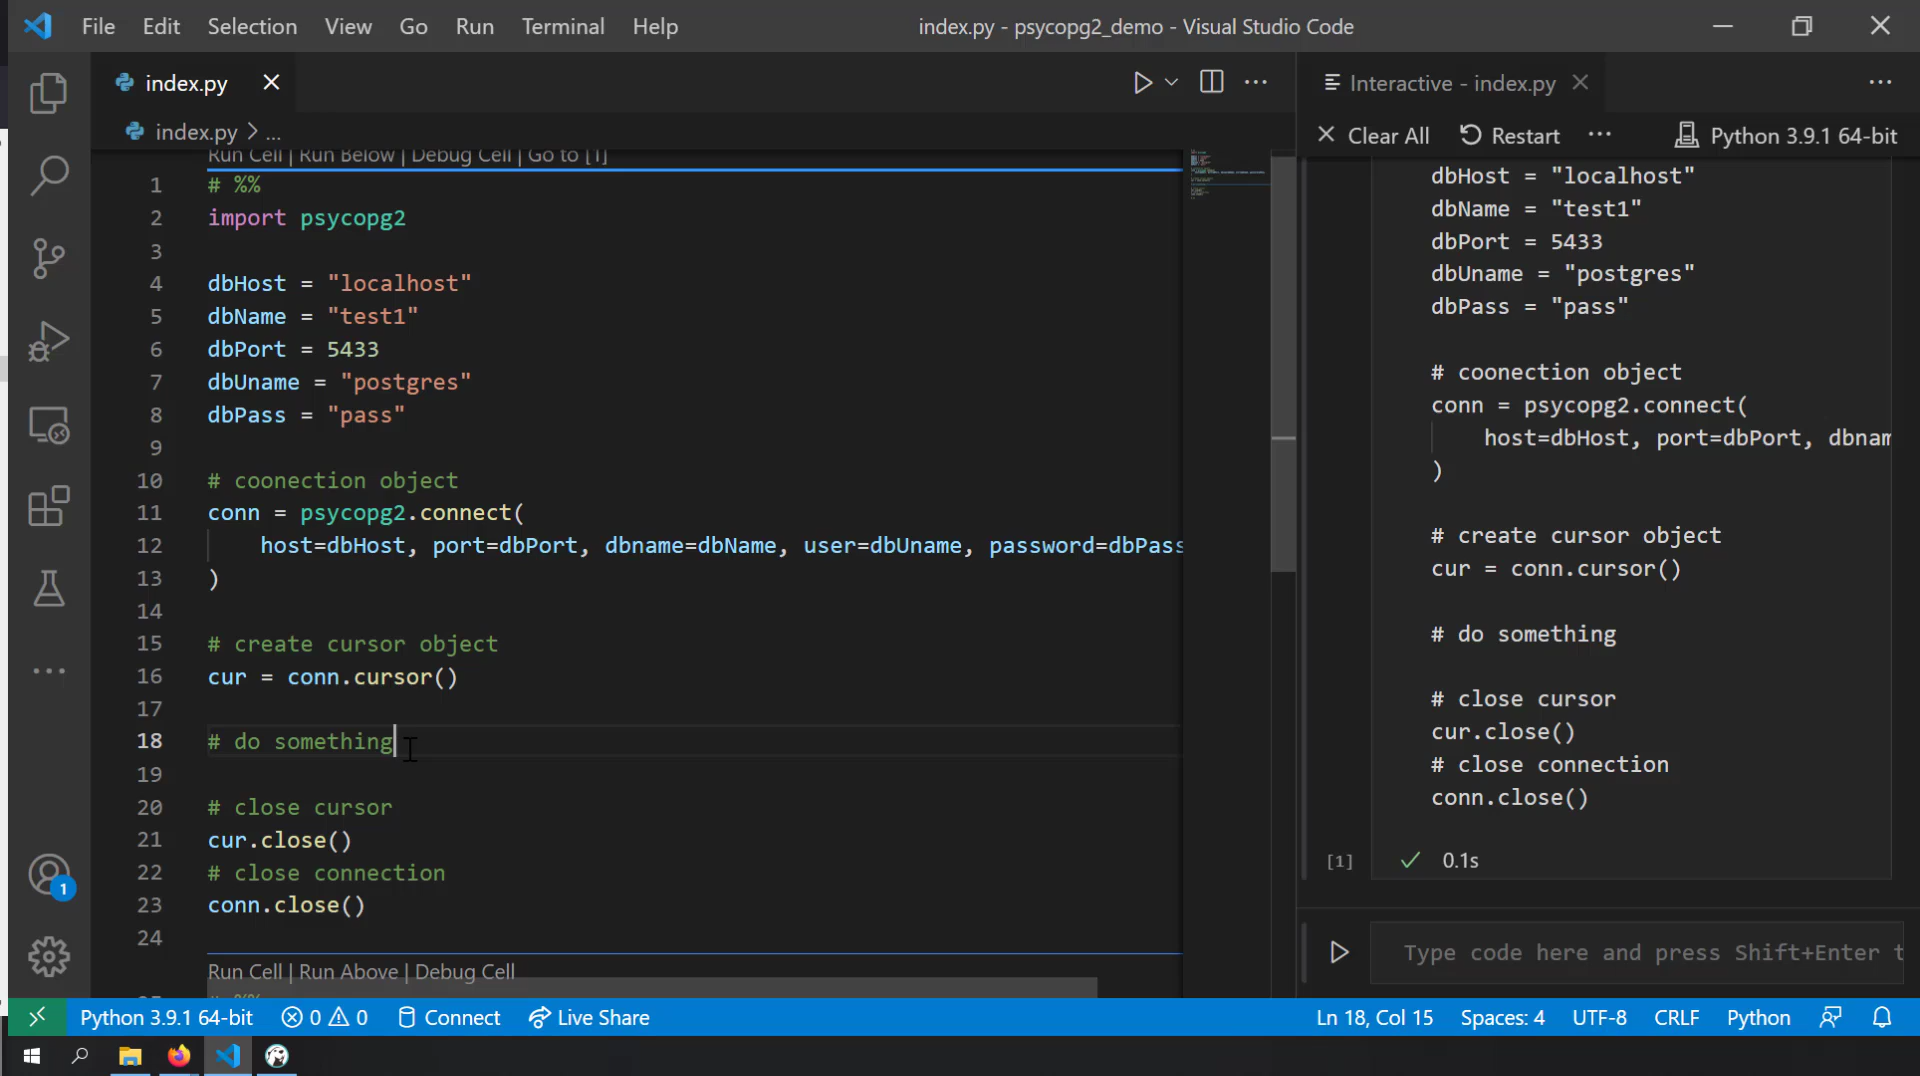 File Edit Selection View Go Run Terminal Help
index.py - psycopg2_demo - Visual Studio Code
index.py
index.py > ...
Run Cell | Run Below | Debug Cell | Go to [1]
1 # %%
2 import psycopg2
3
4 dbHost = "localhost"
5 dbName = "test1"
6 dbPort = 5433
7 dbUname = "postgres"
8 dbPass = "pass"
9
10 # coonection object
11 conn = psycopg2.connect(
12 host=dbHost, port=dbPort, dbname=dbName, user=dbUname, password=dbPass
13 )
14
15 # create cursor object
16 cur = conn.cursor()
17
18 # do something
19
20 # close cursor
21 cur.close()
22 # close connection
23 conn.close()
24
Run Cell | Run Above | Debug Cell
Interactive - index.py
Clear All Restart ... Python 3.9.1 64-bit
dbHost = "localhost"
dbName = "test1"
dbPort = 5433
dbUname = "postgres"
dbPass = "pass"
# coonection object
conn = psycopg2.connect(
host=dbHost, port=dbPort, dbnam
)
# create cursor object
cur = conn.cursor()
# do something
# close cursor
cur.close()
# close connection
conn.close()
[1] 0.1s
Type code here and press Shift+Enter t
1
Python 3.9.1 64-bit 0 0 Connect Live Share
Ln 18, Col 15 Spaces: 4 UTF-8 CRLF Python